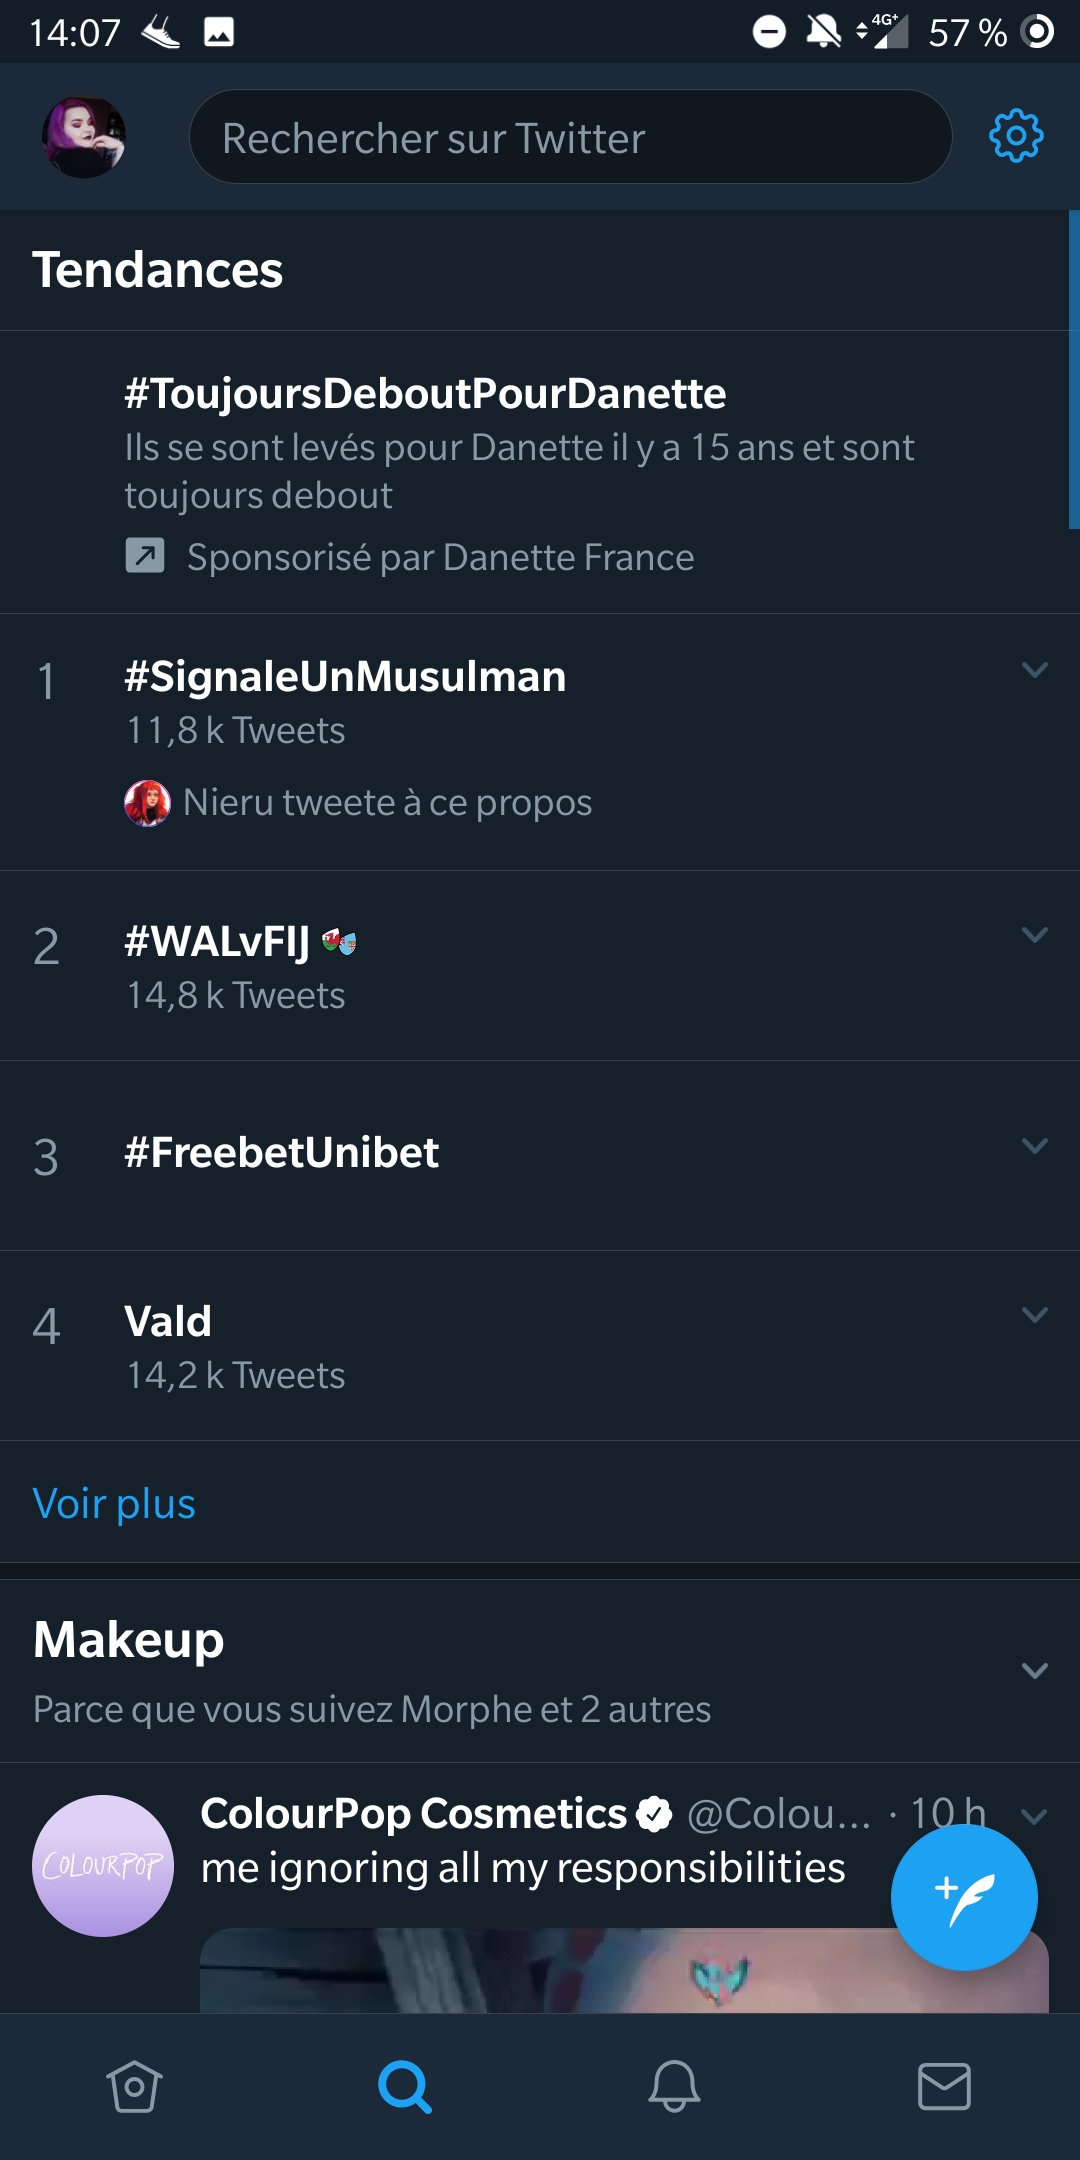 14:07 4G+ 57 %
Rechercher sur Twitter
Tendances
#ToujoursDeboutPourDanette
Ils se sont levés pour Danette il y a 15 ans et sont
toujours debout
Sponsorisé par Danette France
1 #SignaleUnMusulman
11,8 k Tweets
Nieru tweete à ce propos
2 #WALvFIJ
14,8 k Tweets
3 #FreebetUnibet
4 Vald
14,2 k Tweets
Voir plus
Makeup
Parce que vous suivez Morphe et 2 autres
ColourPop Cosmetics @Colou... · 10 h
COLOURPOP
me ignoring all my responsibilities